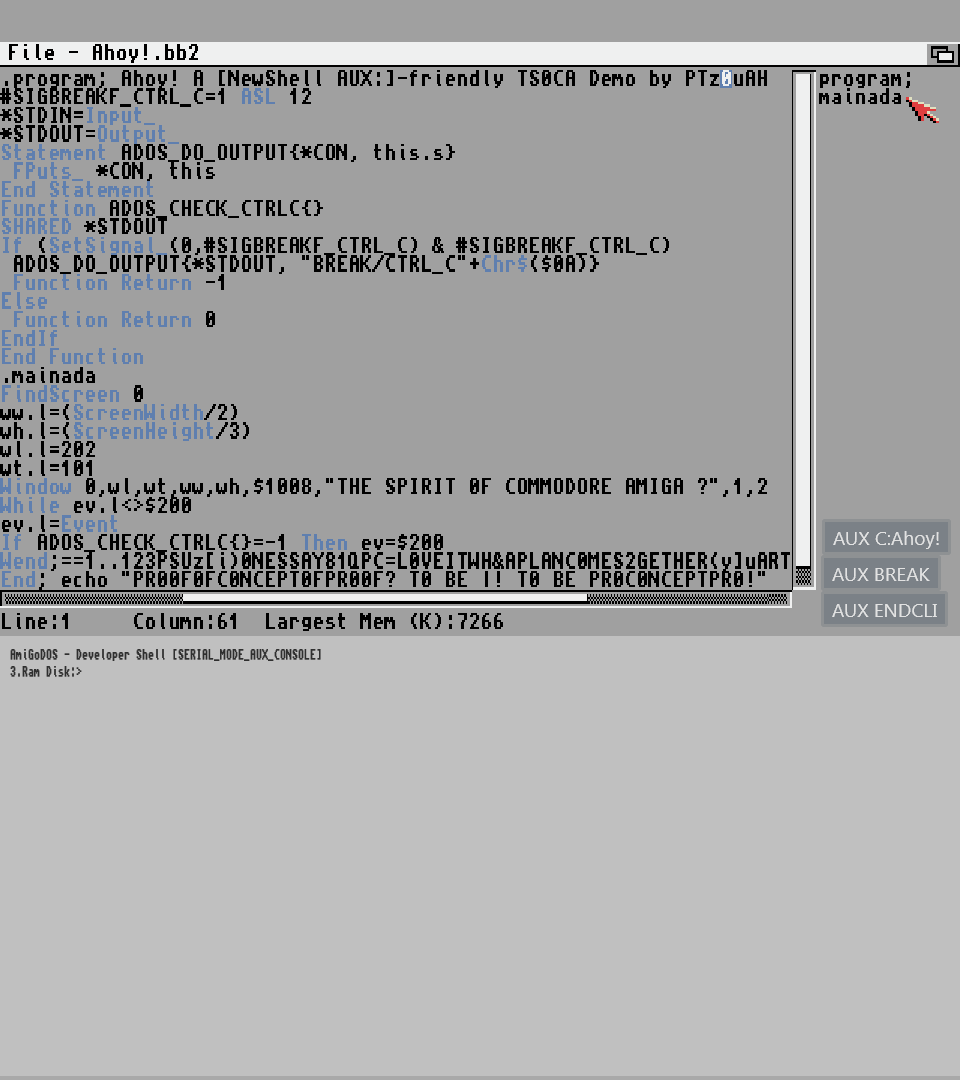 File - Ahoy!.bb2
.program; Ahoy! A [NewShell AUX:]-friendly TS0CA Demo by PTz0uAH
#SIGBREAKF_CTRL_C=1 ASL 12
*STDIN=Input_
*STDOUT=Output_
Statement ADOS_DO_OUTPUT{*CON, this.s}
 FPuts_ *CON, this
End Statement
Function ADOS_CHECK_CTRLC{}
SHARED *STDOUT
If (SetSignal_(0,#SIGBREAKF_CTRL_C) & #SIGBREAKF_CTRL_C)
 ADOS_DO_OUTPUT{*STDOUT, "BREAK/CTRL_C"+Chr$($0A)}
 Function Return -1
Else
 Function Return 0
EndIf
End Function
.mainada
FindScreen 0
ww.l=(ScreenWidth/2)
wh.l=(ScreenHeight/3)
wl.l=202
wt.l=101
Window 0,wl,wt,ww,wh,$1008,"THE SPIRIT 0F C0MMODORE AMIGA ?",1,2
While ev.l<>$200
ev.l=Event
If ADOS_CHECK_CTRLC{}=-1 Then ev=$200
Wend;==1..123PSUz[i)0NESSAY81QPC=L0VEITWH&APLANC0MES2GETHER(y]uART
End; echo "PR00F0FC0NCEPT0FPR00F? T0 BE I! T0 BE PR0C0NCEPTPR0!"
program;
mainada
AUX C:Ahoy!
AUX BREAK
AUX ENDCLI
Line:1 Column:61 Largest Mem (K):7266
AmiGoDOS - Developer Shell [SERIAL_MODE_AUX_CONSOLE]
3.Ram Disk:>